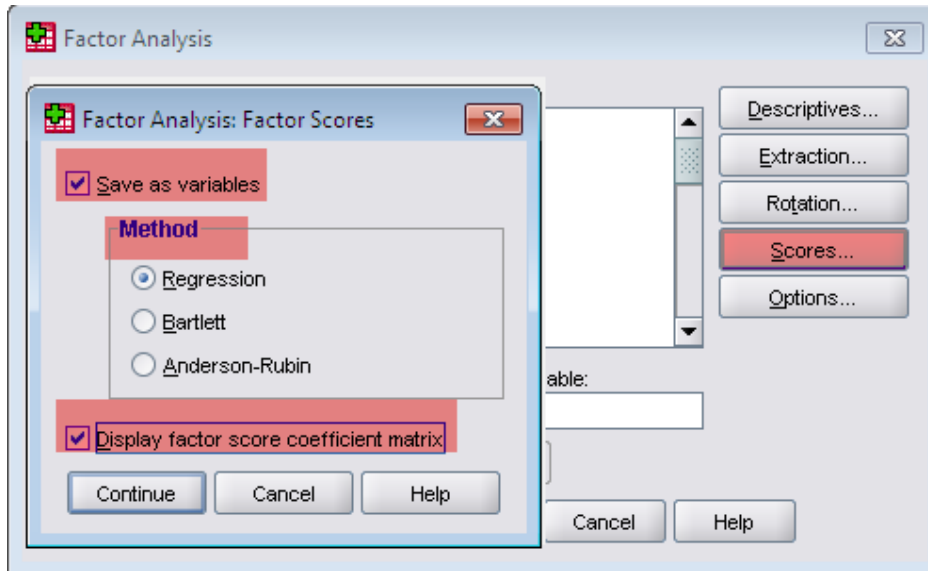 Factor Analysis
Factor Analysis: Factor Scores
Save as variables
Method
Regression
Bartlett
Anderson-Rubin
Display factor score coefficient matrix
Continue Cancel Help
Descriptives...
Extraction...
Rotation...
Scores...
Options...
able:
Cancel Help